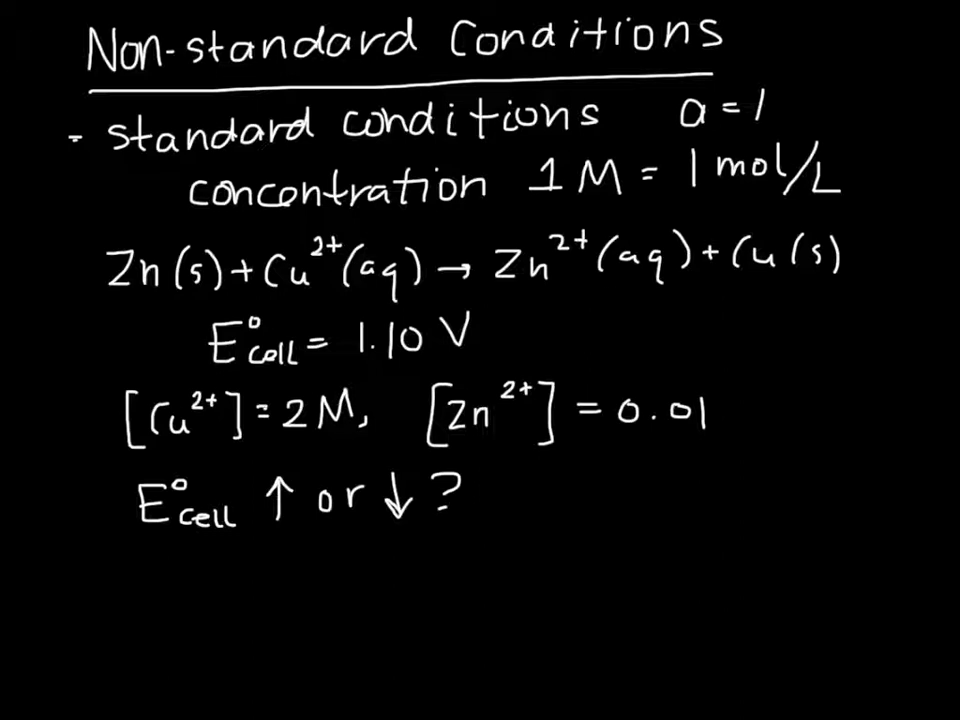 Non-standard Conditions
- standard conditions a = 1
concentration 1 M = 1 mol/L
Zn(s) + Cu²⁺(aq) → Zn²⁺(aq) + Cu(s)
E°cell = 1.10 V
[Cu²⁺] = 2 M, [Zn²⁺] = 0.01
E°cell ↑ or ↓ ?